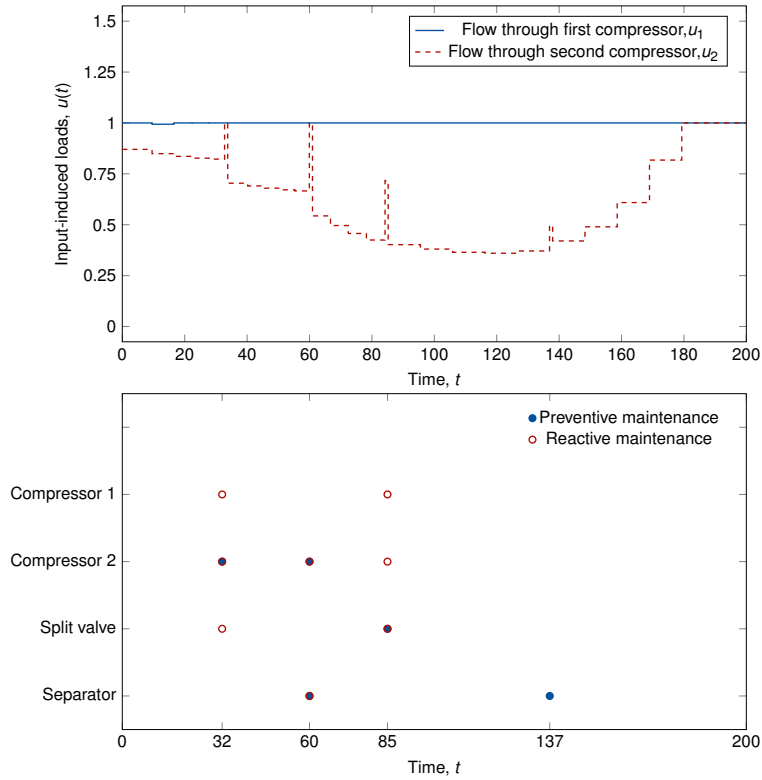 1.5
1.25
1
0.75
0.5
0.25
0
Input-induced loads, u(t)
Flow through first compressor,u1
Flow through second compressor,u2
0 20 40 60 80 100 120 140 160 180 200
Time, t
Preventive maintenance
Reactive maintenance
Compressor 1
Compressor 2
Split valve
Separator
0 32 60 85 137 200
Time, t